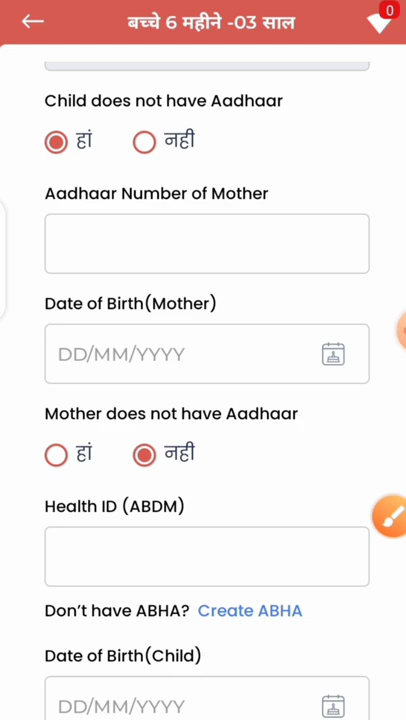 बच्चे 6 महीने -03 साल
0
Child does not have Aadhaar
हां नही
Aadhaar Number of Mother
Date of Birth(Mother)
DD/MM/YYYY
Mother does not have Aadhaar
हां नही
Health ID (ABDM)
Don't have ABHA? Create ABHA
Date of Birth(Child)
DD/MM/YYYY